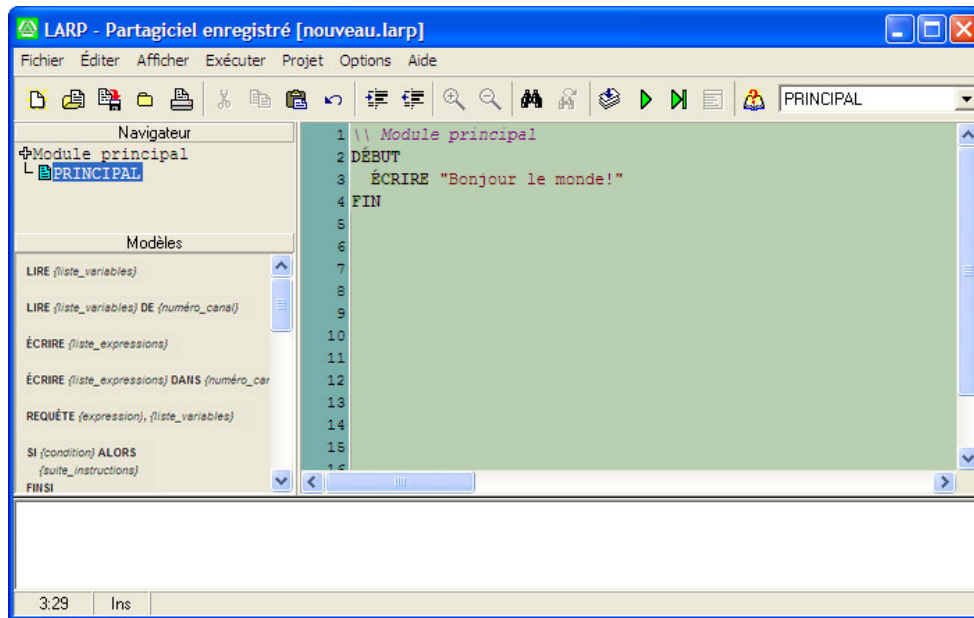 LARP - Partagiciel enregistré [nouveau.larp]
Fichier Éditer Afficher Exécuter Projet Options Aide
PRINCIPAL
Navigateur
Module principal
PRINCIPAL
Modèles
LIRE {liste_variables}
LIRE {liste_variables} DE {numéro_canal}
ÉCRIRE {liste_expressions}
ÉCRIRE {liste_expressions} DANS {numéro_car
REQUÊTE {expression}, {liste_variables}
SI {condition} ALORS
{suite_instructions}
FINSI
1 \\ Module principal
2 DÉBUT
3 ÉCRIRE "Bonjour le monde!"
4 FIN
5
6
7
8
9
10
11
12
13
14
15
16
3:29 Ins